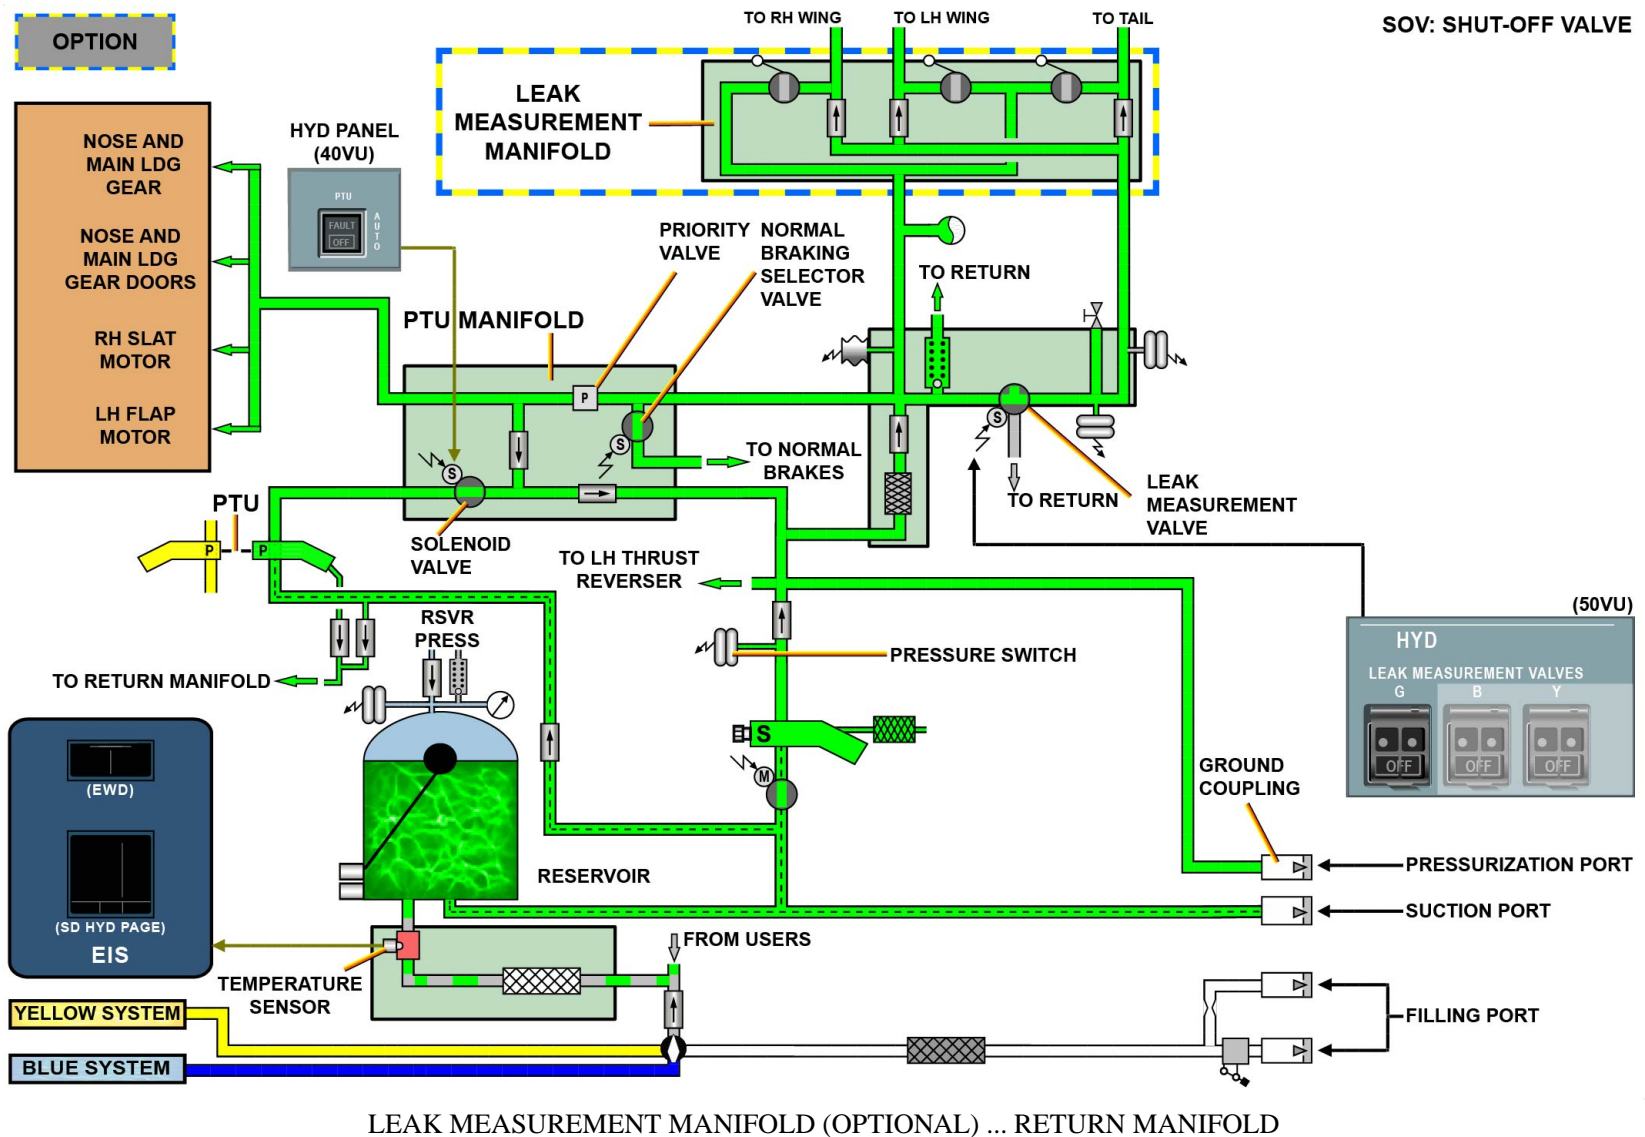 TO RH WING
TO LH WING
TO TAIL
SOV: SHUT-OFF VALVE
OPTION
LEAK
MEASUREMENT
MANIFOLD
HYD PANEL
(40VU)
PTU
FAULT
OFF
AUTO
NOSE AND
MAIN LDG
GEAR
NOSE AND
MAIN LDG
GEAR DOORS
RH SLAT
MOTOR
LH FLAP
MOTOR
PRIORITY
VALVE
NORMAL
BRAKING
SELECTOR
VALVE
TO RETURN
PTU MANIFOLD
P
S
S
S
TO NORMAL
BRAKES
TO RETURN
LEAK
MEASUREMENT
VALVE
PTU
P
P
SOLENOID
VALVE
TO LH THRUST
REVERSER
RSVR
PRESS
PRESSURE SWITCH
TO RETURN MANIFOLD
(50VU)
HYD
LEAK MEASUREMENT VALVES
G
B
Y
OFF
OFF
OFF
S
M
GROUND
COUPLING
(EWD)
(SD HYD PAGE)
EIS
RESERVOIR
PRESSURIZATION PORT
SUCTION PORT
FROM USERS
TEMPERATURE
SENSOR
YELLOW SYSTEM
BLUE SYSTEM
FILLING PORT
LEAK MEASUREMENT MANIFOLD (OPTIONAL) ... RETURN MANIFOLD